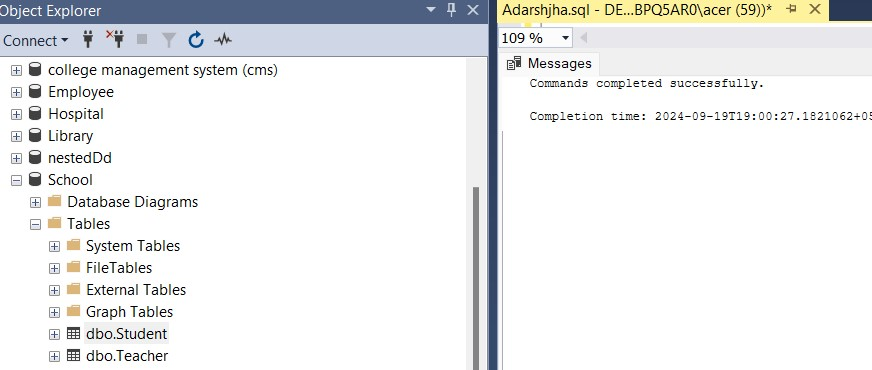 Object Explorer
Connect
college management system (cms)
Employee
Hospital
Library
nestedDd
School
Database Diagrams
Tables
System Tables
FileTables
External Tables
Graph Tables
dbo.Student
dbo.Teacher
Adarshjha.sql - DE...BPQ5AR0\acer (59))*
109 %
Messages
Commands completed successfully.
Completion time: 2024-09-19T19:00:27.1821062+05